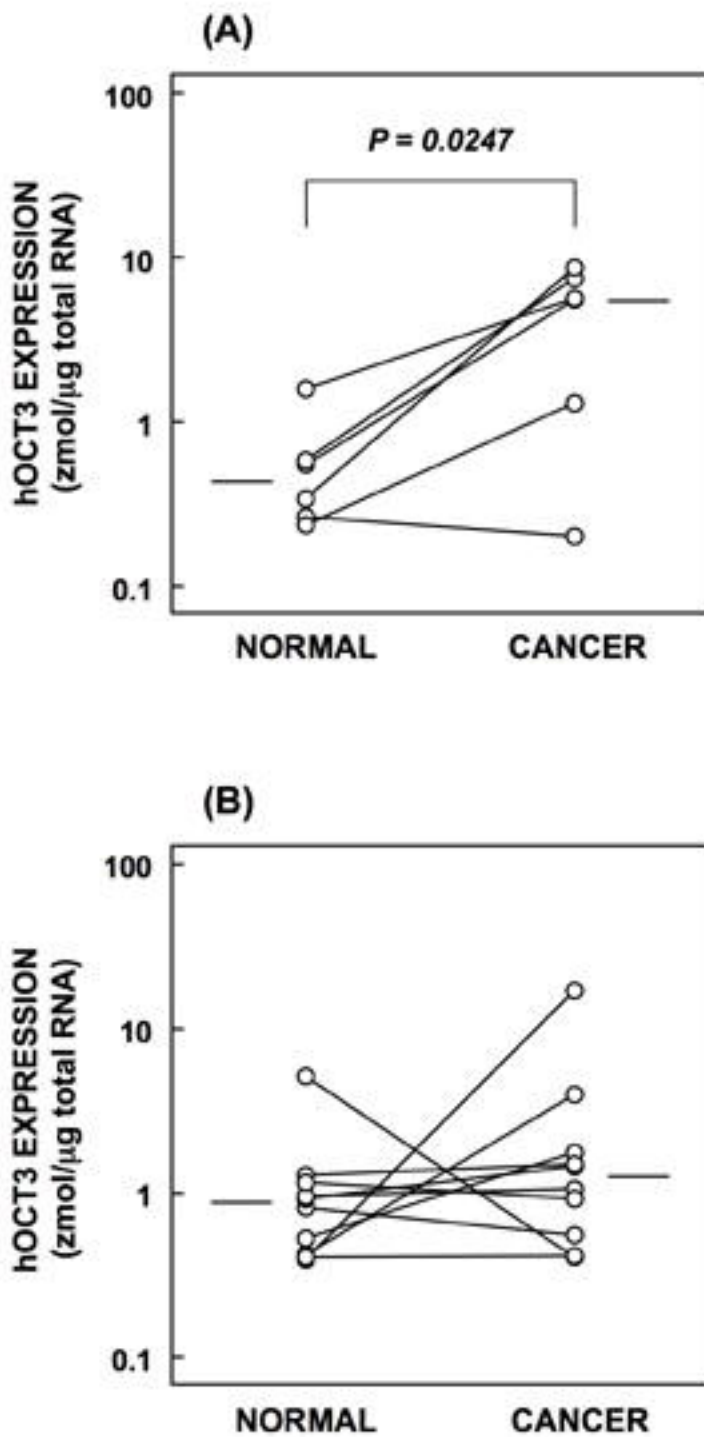 (A)
hOCT3 EXPRESSION
(zmol/μg total RNA)
100
10
1
0.1
P = 0.0247
NORMAL CANCER
(B)
hOCT3 EXPRESSION
(zmol/μg total RNA)
100
10
1
0.1
NORMAL CANCER